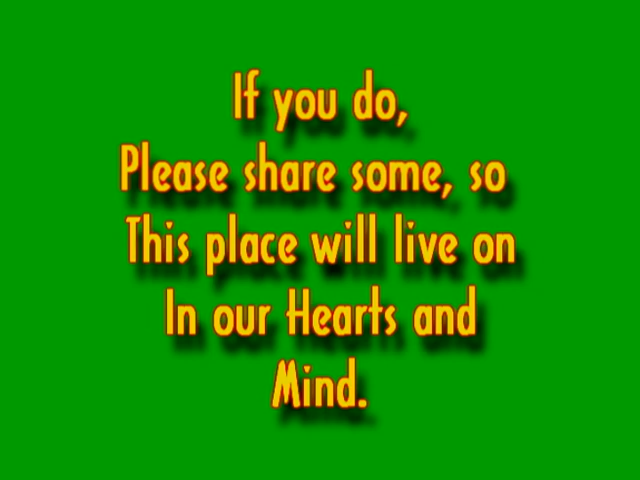 If you do,
Please share some, so
This place will live on
In our Hearts and
Mind.